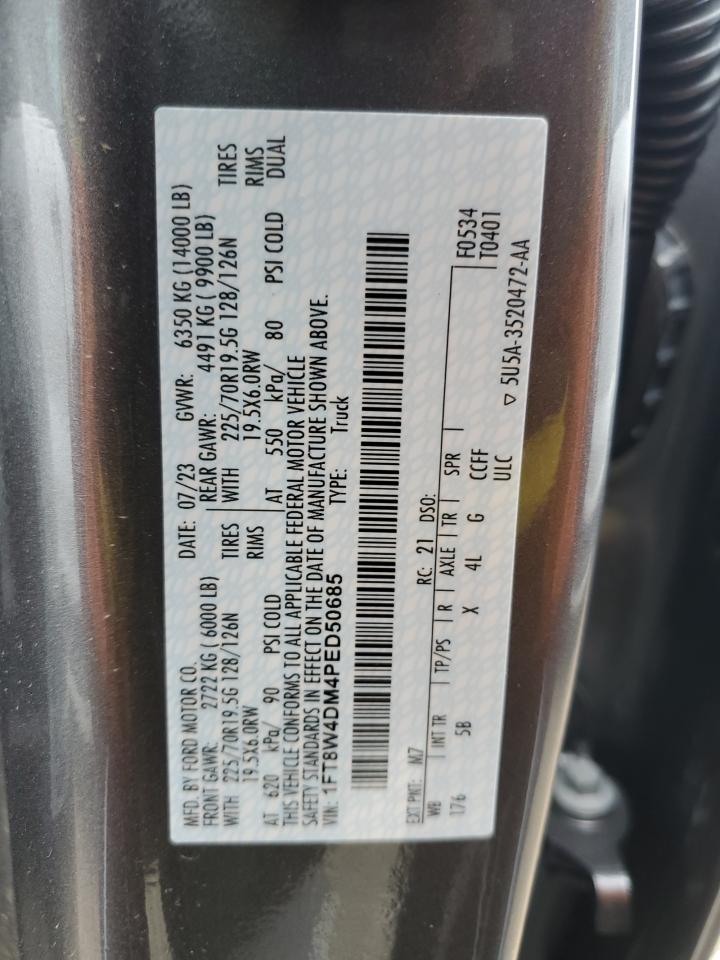 MFD. BY FORD MOTOR CO. DATE: 07/23 GVWR: 6350 KG (14000 LB)
FRONT GAWR: 2722 KG ( 6000 LB) REAR GAWR: 4491 KG ( 9900 LB)
WITH 225/70R19.5G 128/126N TIRES WITH 225/70R19.5G 128/126N TIRES
19.5X6.0RW RIMS 19.5X6.0RW RIMS
AT 620 kPa/ 90 PSI COLD AT 550 kPa/ 80 PSI COLD DUAL
THIS VEHICLE CONFORMS TO ALL APPLICABLE FEDERAL MOTOR VEHICLE
SAFETY STANDARDS IN EFFECT ON THE DATE OF MANUFACTURE SHOWN ABOVE.
VIN: 1FT8W4DM4PED50685 TYPE: Truck
EXT PNT: M7 RC: 21 DSO: F0534
WB INT TR TP/PS R AXLE TR SPR T0401
176 5B X 4L G CCFF
ULC
▽ 5U5A-3520472-AA